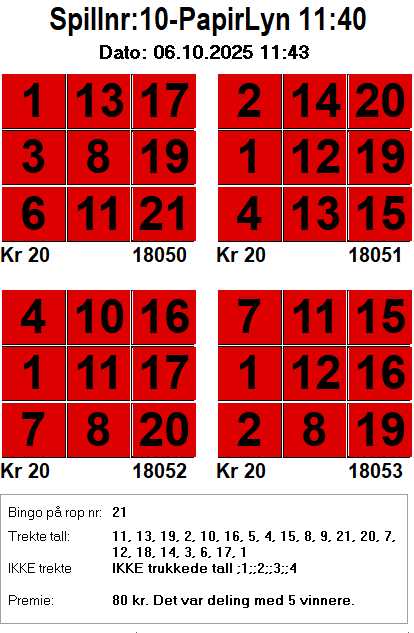 Spillnr:10-PapirLyn 11:40
Dato: 06.10.2025 11:43
1 13 17
3 8 19
6 11 21
Kr 20 18050
2 14 20
1 12 19
4 13 15
Kr 20 18051
4 10 16
1 11 17
7 8 20
Kr 20 18052
7 11 15
1 12 16
2 8 19
Kr 20 18053
Bingo på rop nr: 21
Trekte tall: 11, 13, 19, 2, 10, 16, 5, 4, 15, 8, 9, 21, 20, 7,
12, 18, 14, 3, 6, 17, 1
IKKE trekte IKKE trukkede tall ;1;;2;;3;;4
Premie: 80 kr. Det var deling med 5 vinnere.